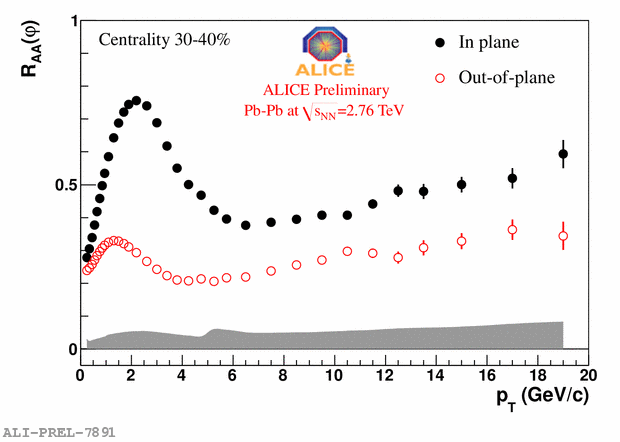 1
Centrality 30-40%
In plane
Out-of-plane
ALICE
ALICE Preliminary
Pb-Pb at √sNN=2.76 TeV
RAA(φ)
0.5
0
0 2 4 6 8 10 12 14 16 18 20
pT (GeV/c)
ALI-PREL-7891